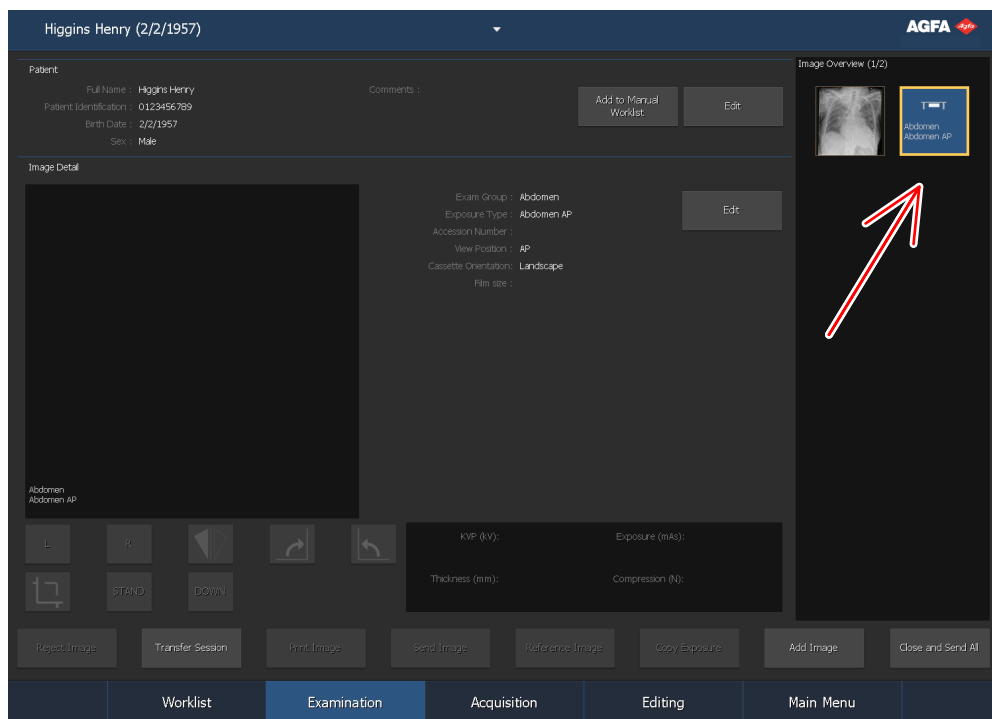 Higgins Henry (2/2/1957)
AGFA
Agfa
Patient
Full Name : Higgins Henry
Comments :
Patient Identification : 0123456789
Birth Date : 2/2/1957
Sex : Male
Add to Manual
Worklist
Edit
Image Overview (1/2)
Abdomen
Abdomen AP
Image Detail
Abdomen
Abdomen AP
Exam Group : Abdomen
Exposure Type : Abdomen AP
Accession Number :
View Position : AP
Cassette Orientation: Landscape
Film size :
Edit
L
R
STAND
DOWN
KVP (kV):
Exposure (mAs):
Thickness (mm):
Compression (N):
Reject Image
Transfer Session
Print Image
Send Image
Reference Image
Copy Exposure
Add Image
Close and Send All
Worklist
Examination
Acquisition
Editing
Main Menu